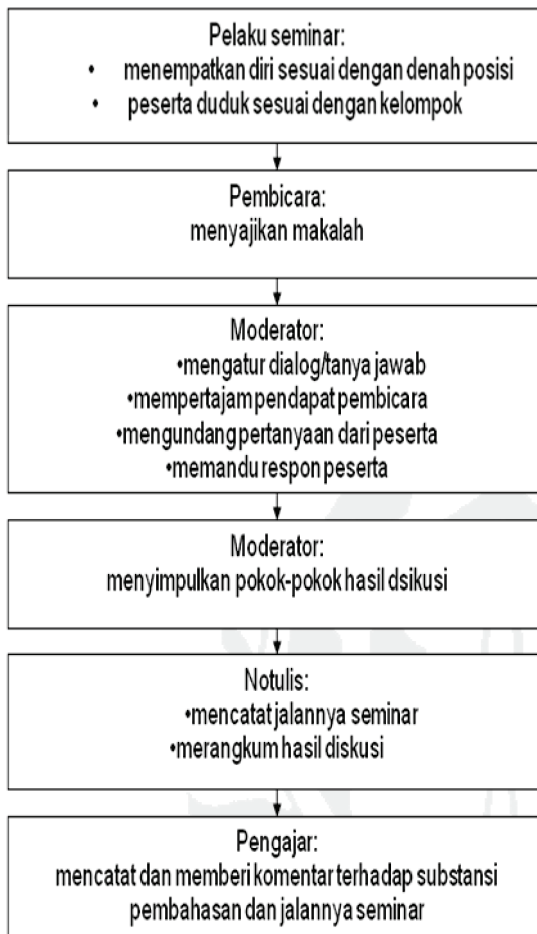 Pelaku seminar:
• menempatkan diri sesuai dengan denah posisi
• peserta duduk sesuai dengan kelompok
Pembicara:
menyajikan makalah
Moderator:
•mengatur dialog/tanya jawab
•mempertajam pendapat pembicara
•mengundang pertanyaan dari peserta
•memandu respon peserta
Moderator:
menyimpulkan pokok-pokok hasil dsikusi
Notulis:
•mencatat jalannya seminar
•merangkum hasil diskusi
Pengajar:
mencatat dan memberi komentar terhadap substansi
pembahasan dan jalannya seminar